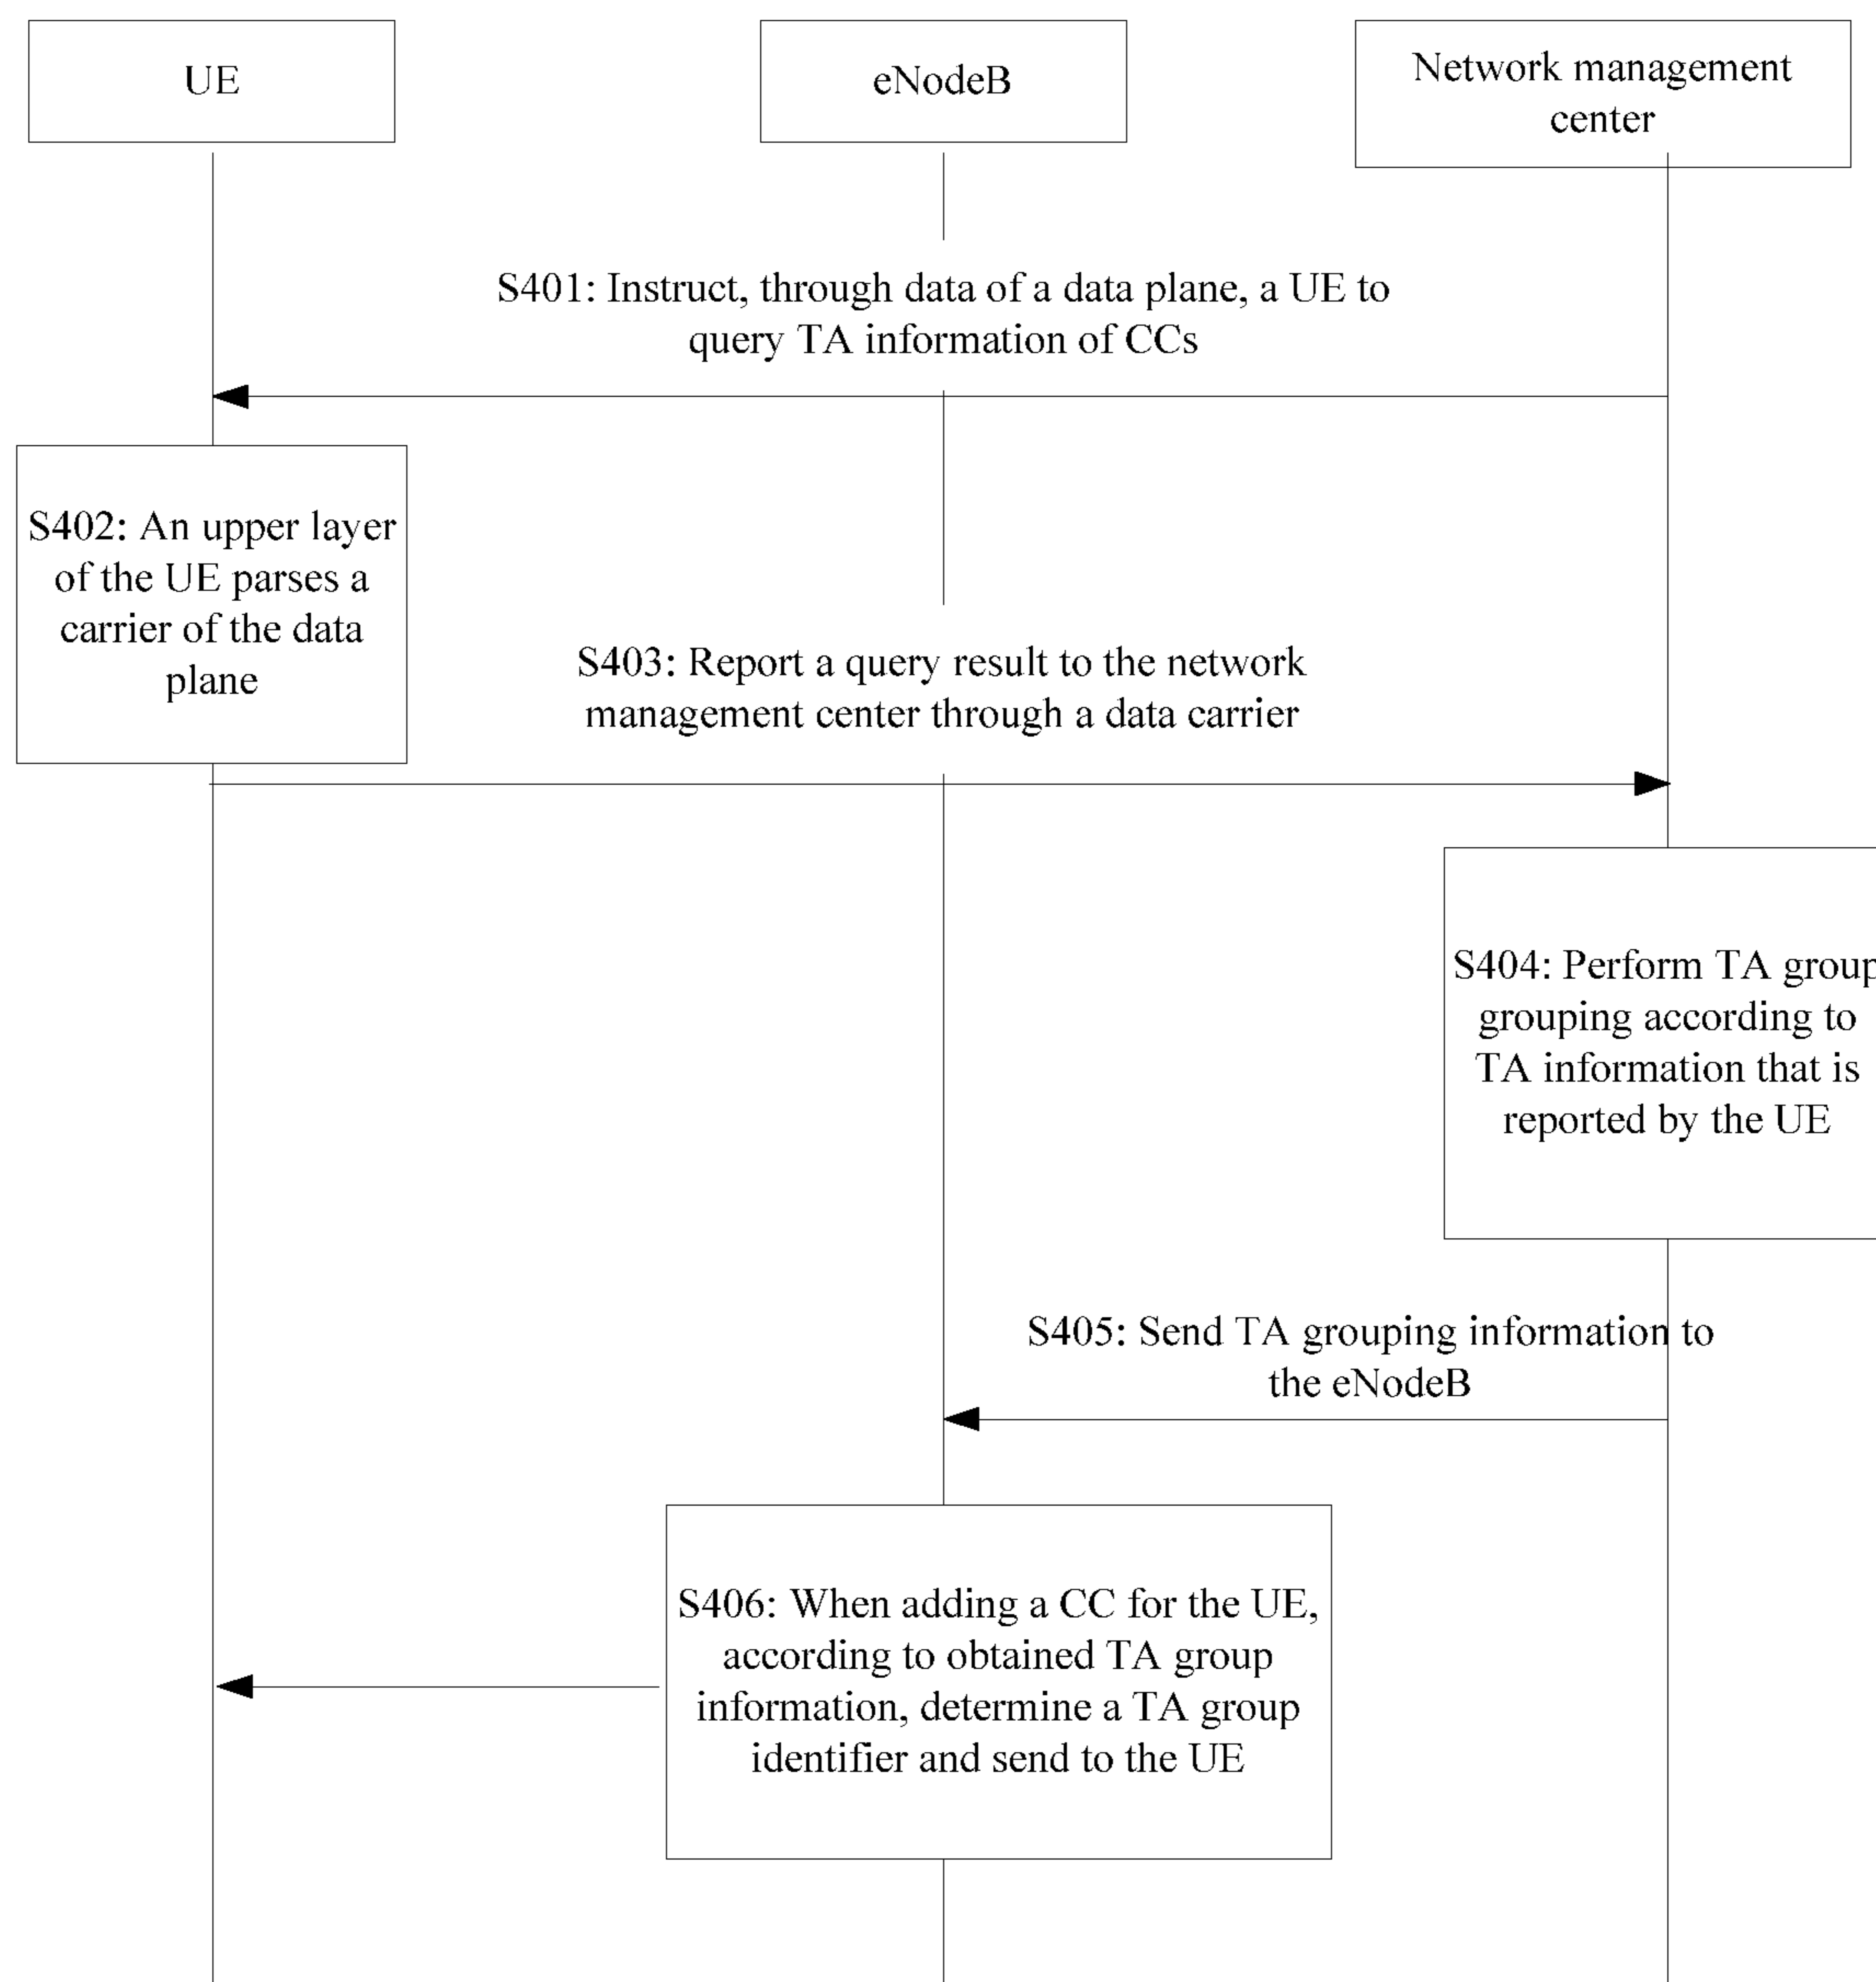 UE
eNodeB
Network management
center
S401: Instruct, through data of a data plane, a UE to
query TA information of CCs
S402: An upper layer
of the UE parses a
carrier of the data
plane
S403: Report a query result to the network
management center through a data carrier
S404: Perform TA group
grouping according to
TA information that is
reported by the UE
S405: Send TA grouping information to
the eNodeB
S406: When adding a CC for the UE,
according to obtained TA group
information, determine a TA group
identifier and send to the UE